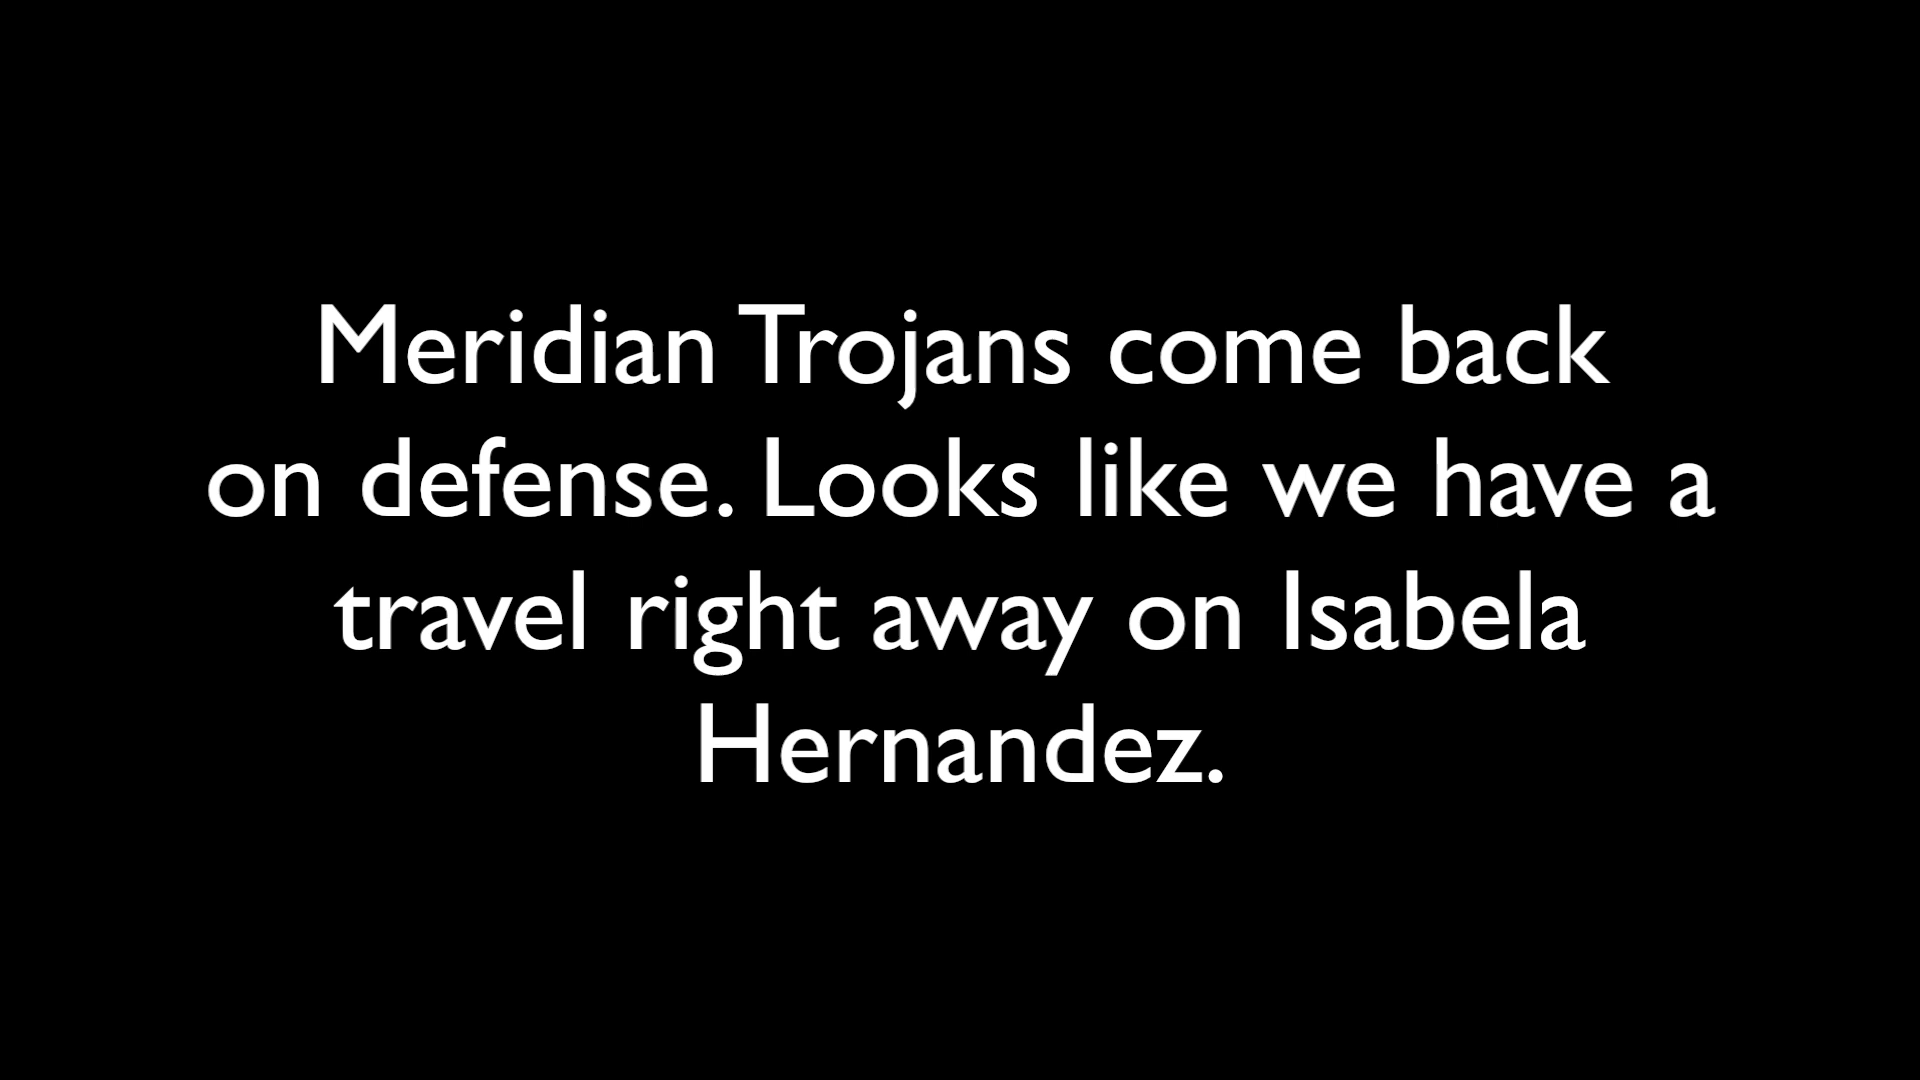 Meridian Trojans come back
on defense. Looks like we have a
travel right away on Isabela
Hernandez.